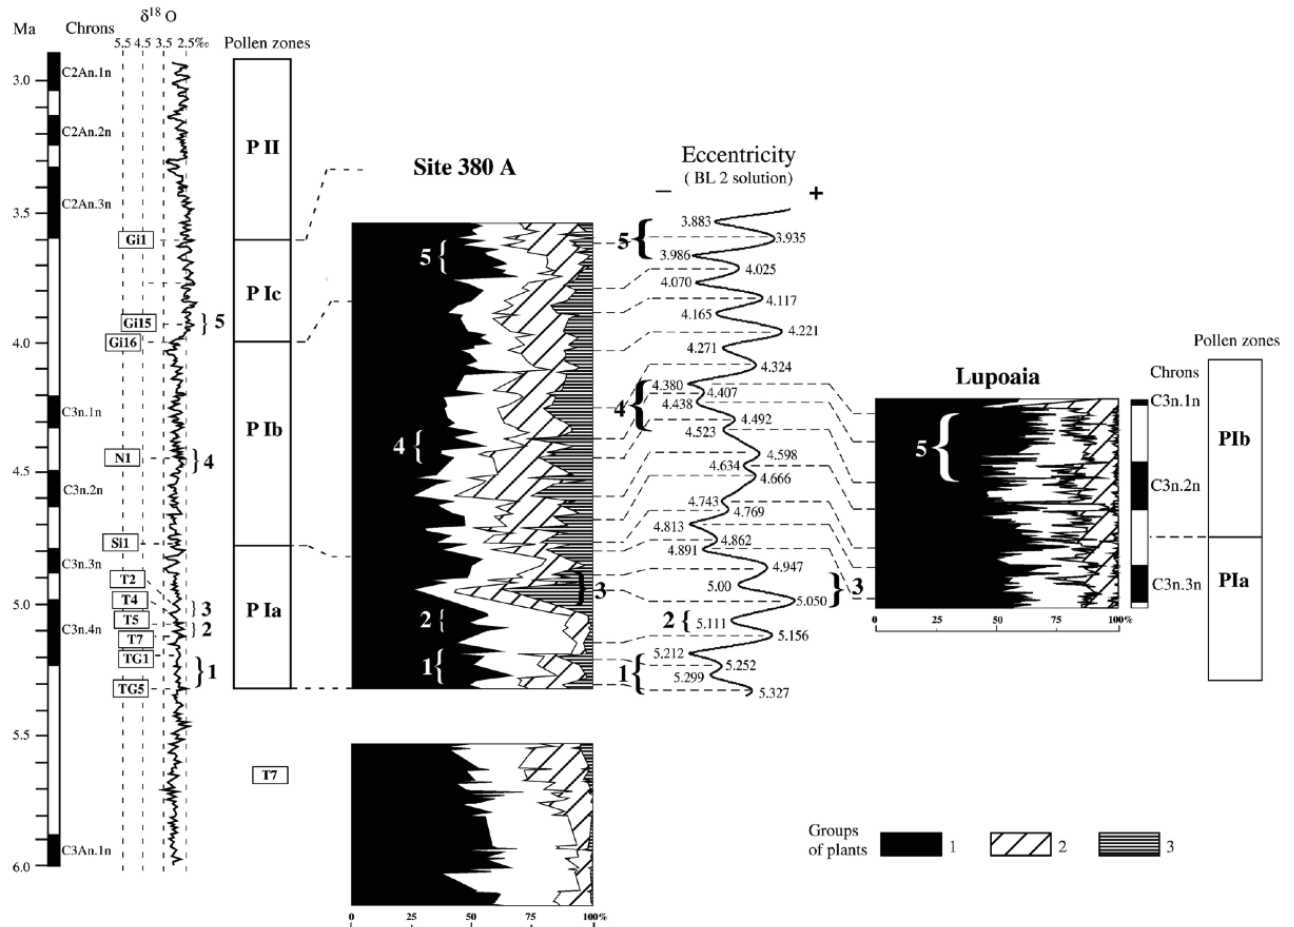 δ18 O
Ma
Chrons
5.5 4.5 3.5 2.5‰
Pollen zones
3.0
3.5
4.0
4.5
5.0
5.5
6.0
C2An.1n
C2An.2n
C2An.3n
C3n.1n
C3n.2n
C3n.3n
C3n.4n
C3An.1n
Gi1
Gi15
Gi16
N1
Si1
T2
T4
T5
T7
TG1
TG5
} 5
} 4
} 3
} 2
} 1
P II
P Ic
P Ib
P Ia
T7
Site 380 A
5 {
4 {
} 3
2 {
1 {
0 25 50 75 100%
Eccentricity
( BL 2 solution)
− +
5 {
4 {
} 3
2 {
1 {
3.883
3.935
3.986
4.025
4.070
4.117
4.165
4.221
4.271
4.324
4.380
4.407
4.438
4.492
4.523
4.598
4.634
4.666
4.743
4.769
4.813
4.862
4.891
4.947
5.00
5.050
5.111
5.156
5.212
5.252
5.299
5.327
Lupoaia
5 {
0 25 50 75 100%
Chrons
C3n.1n
C3n.2n
C3n.3n
Pollen zones
PIb
PIa
Groups
of plants
1 2 3